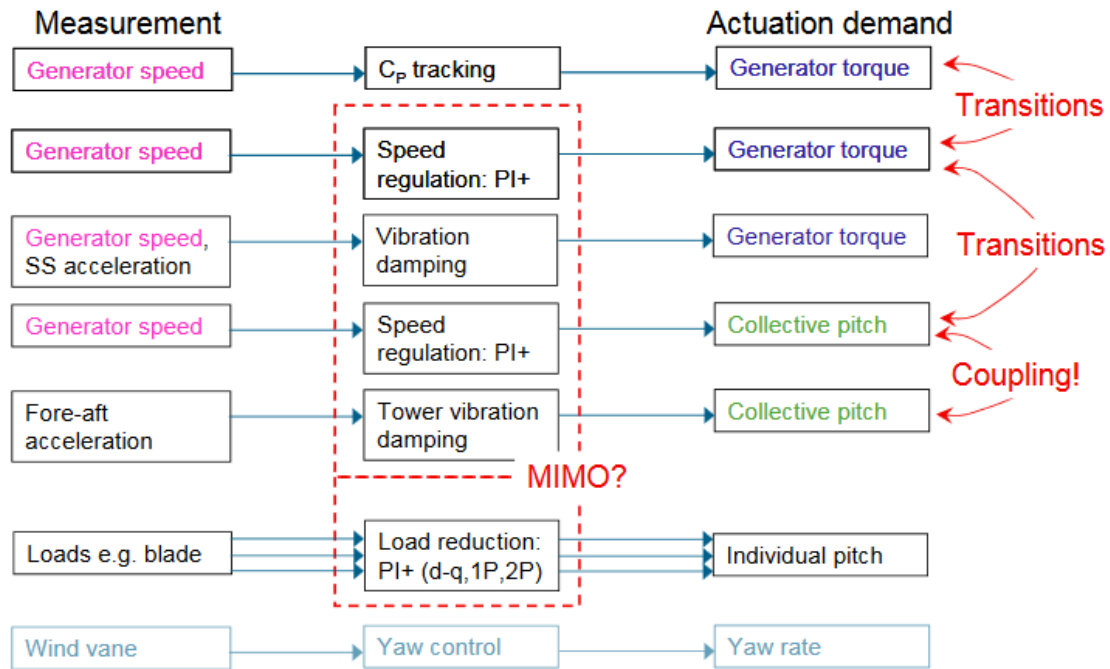 Measurement
Actuation demand
Generator speed
CP tracking
Generator torque
Transitions
Generator speed
Speed
regulation: PI+
Generator torque
Generator speed,
SS acceleration
Vibration
damping
Generator torque
Transitions
Generator speed
Speed
regulation: PI+
Collective pitch
Coupling!
Fore-aft
acceleration
Tower vibration
damping
Collective pitch
MIMO?
Loads e.g. blade
Load reduction:
PI+ (d-q,1P,2P)
Individual pitch
Wind vane
Yaw control
Yaw rate